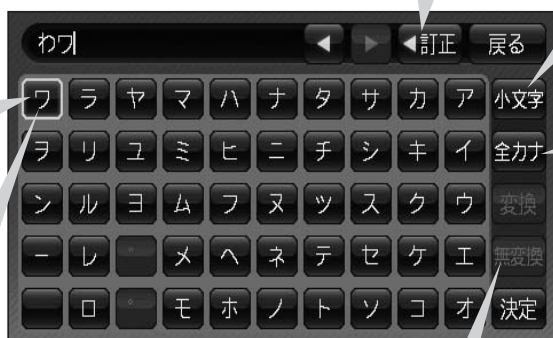 わワ ◀ ▶ ◀訂正 戻る
ワ ラ ヤ マ ハ ナ タ サ カ ア 小文字
ヲ リ ユ ミ ヒ ニ チ シ キ イ 全カナ
ン ル ヨ ム フ ヌ ツ ス ク ウ 変換
ー レ ゛ メ ヘ ネ テ セ ケ エ 無変換
ロ ゜ モ ホ ノ ト ソ コ オ 決定